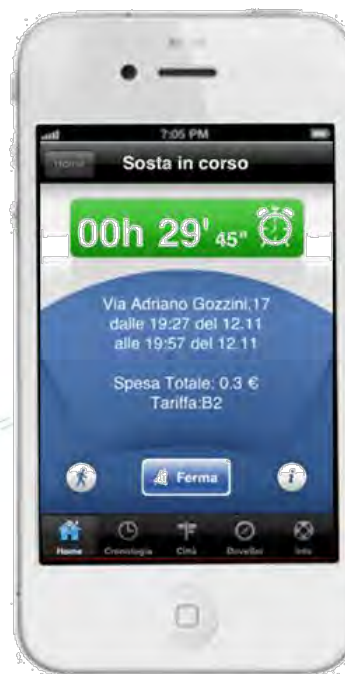 7:05 PM
Home
Sosta in corso
00h 29' 45"
Via Adriano Gozzini,17
dalle 19:27 del 12.11
alle 19:57 del 12.11
Spesa Totale: 0.3 €
Tariffa:B2
Ferma
i
Home
Cronologia
Città
Info